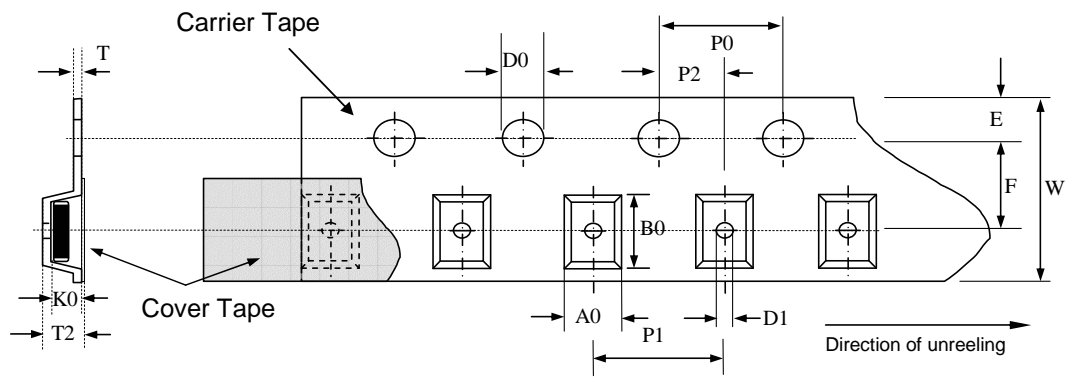 Carrier Tape
T
D0
P0
P2
E
F
W
B0
K0
Cover Tape
T2
A0
D1
P1
Direction of unreeling